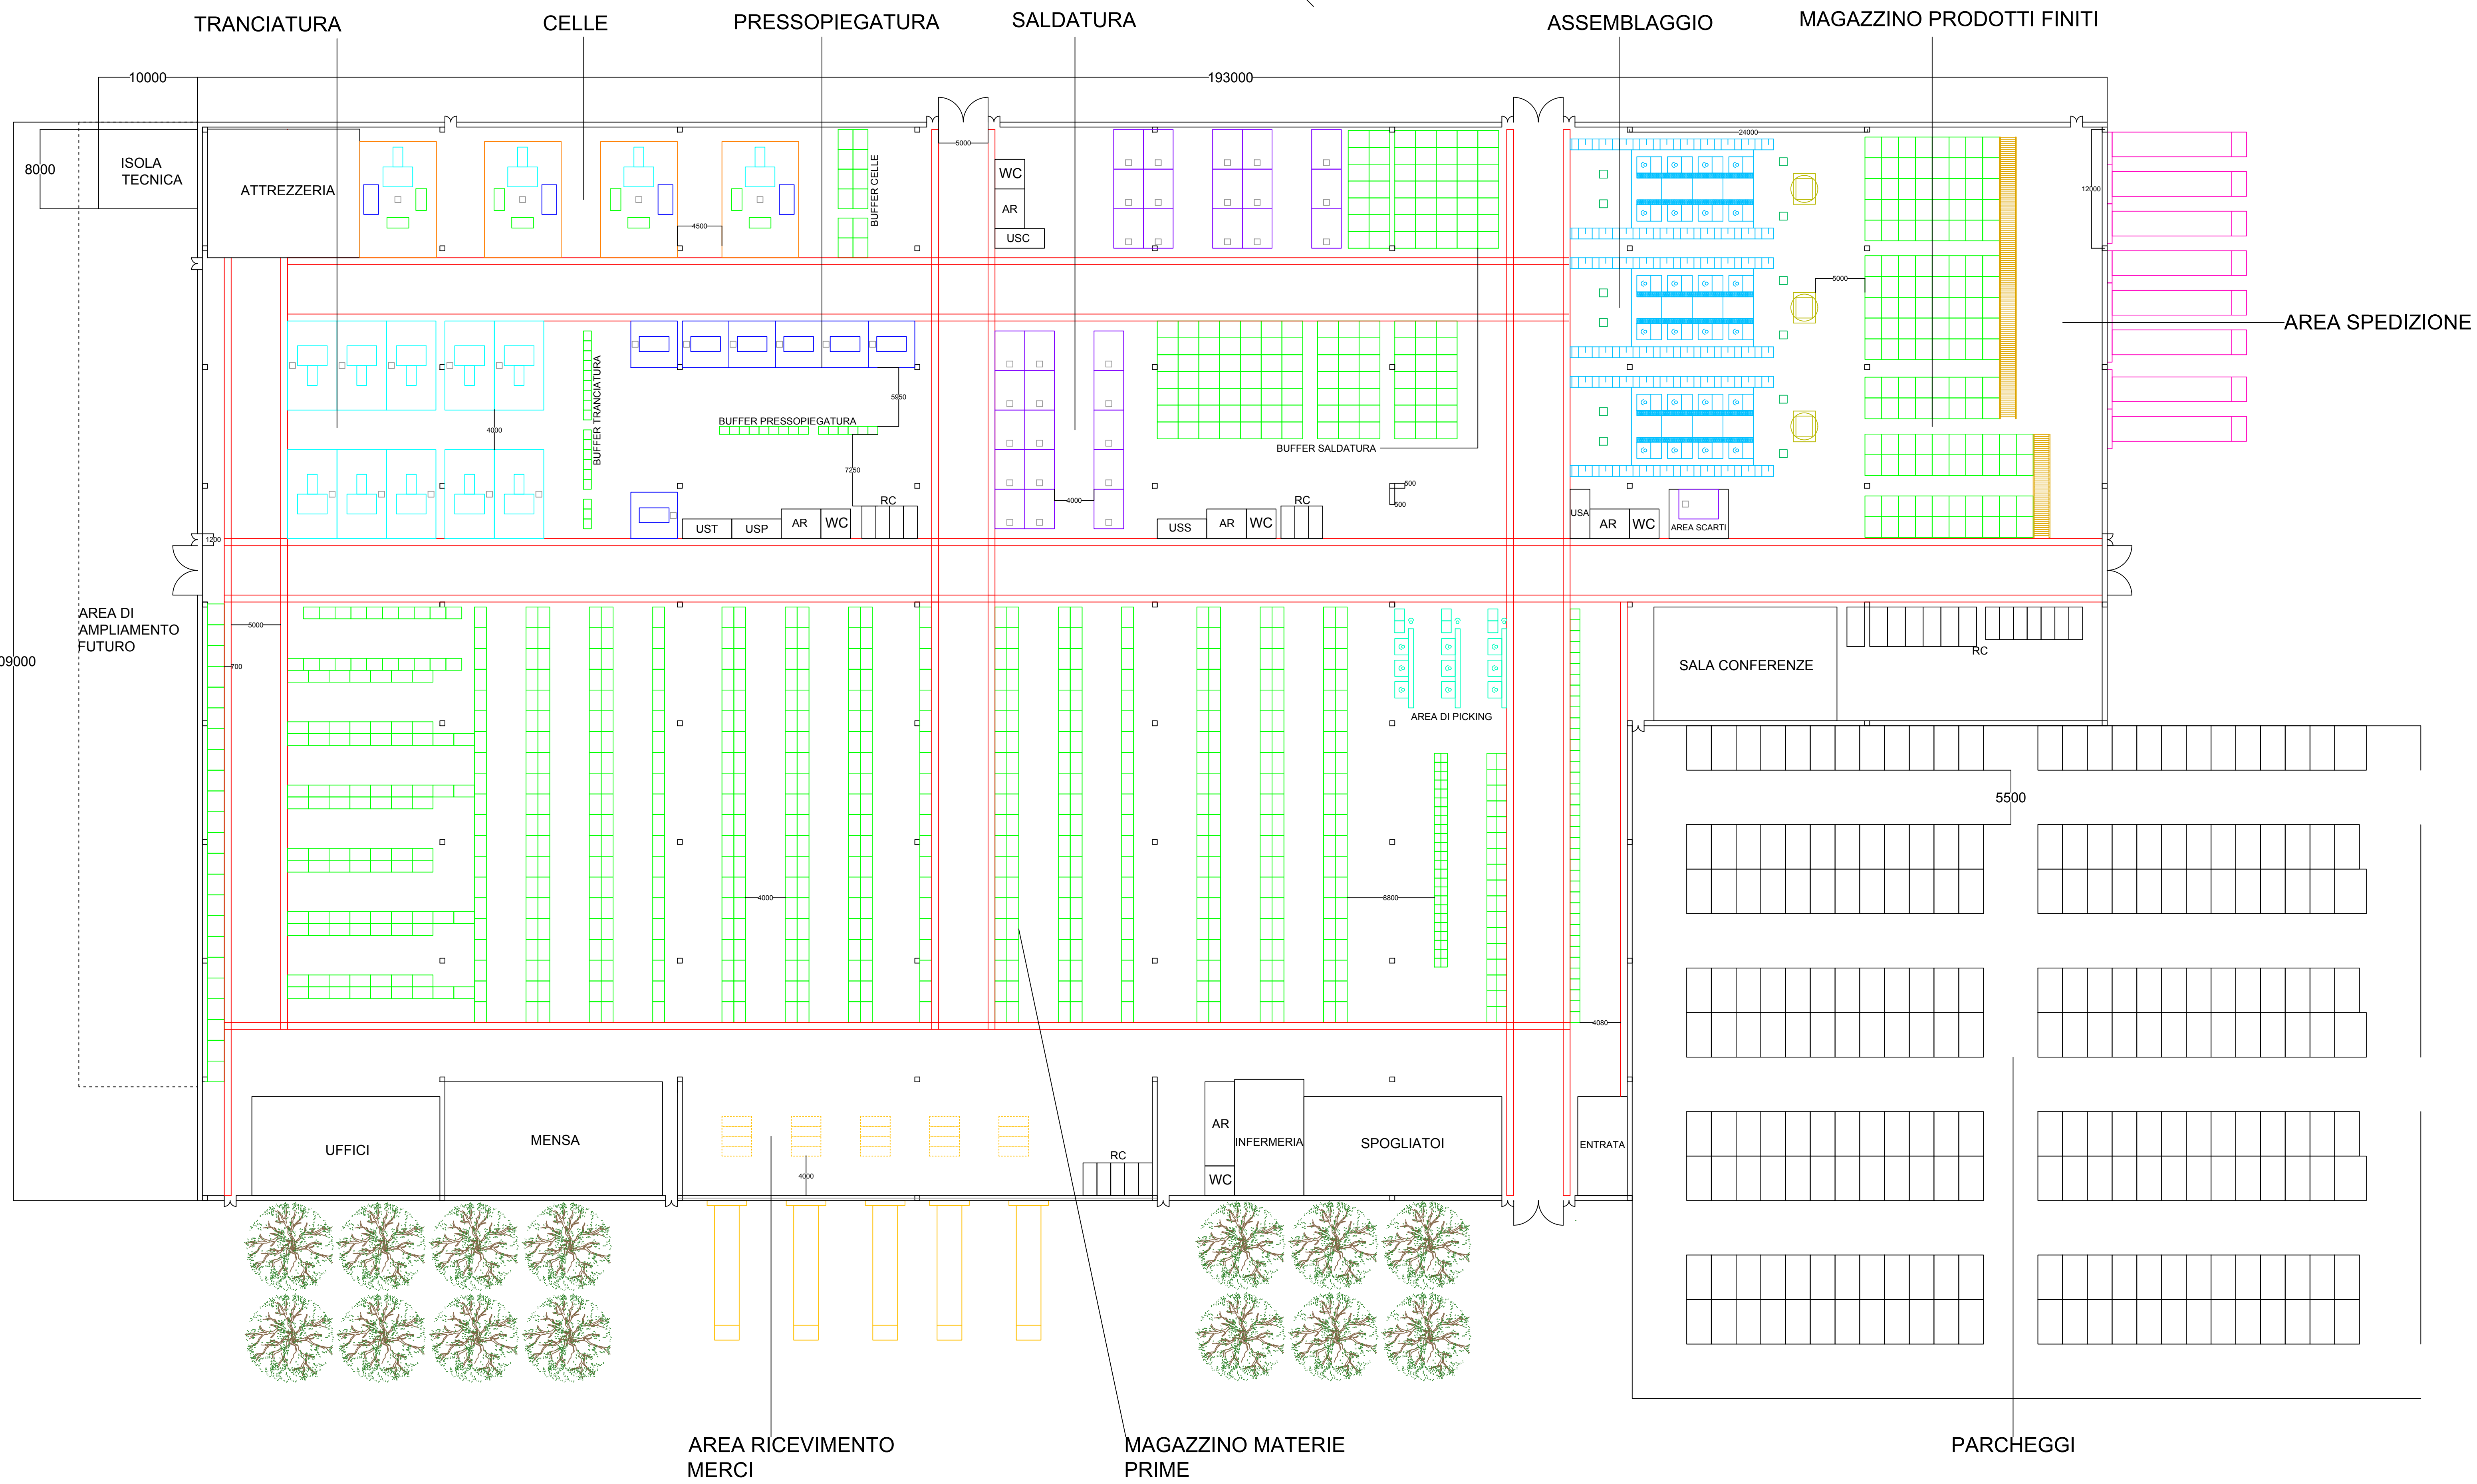 TRANCIATURA
CELLE
PRESSOPIEGATURA
SALDATURA
ASSEMBLAGGIO
MAGAZZINO PRODOTTI FINITI
10000
193000
8000
ISOLA
TECNICA
ATTREZZERIA
4500
BUFFER CELLE
5000
WC
AR
USC
24000
12000
5000
AREA SPEDIZIONE
4000
BUFFER TRANCIATURA
BUFFER PRESSOPIEGATURA
5950
7250
UST
USP
AR
WC
RC
4000
BUFFER SALDATURA
500
500
USS
AR
WC
RC
USA
AR
WC
AREA SCARTI
1200
AREA DI
AMPLIAMENTO
FUTURO
09000
5000
700
AREA DI PICKING
SALA CONFERENZE
RC
5500
4000
8800
4080
UFFICI
MENSA
4000
RC
AR
WC
INFERMERIA
SPOGLIATOI
ENTRATA
AREA RICEVIMENTO
MERCI
MAGAZZINO MATERIE
PRIME
PARCHEGGI